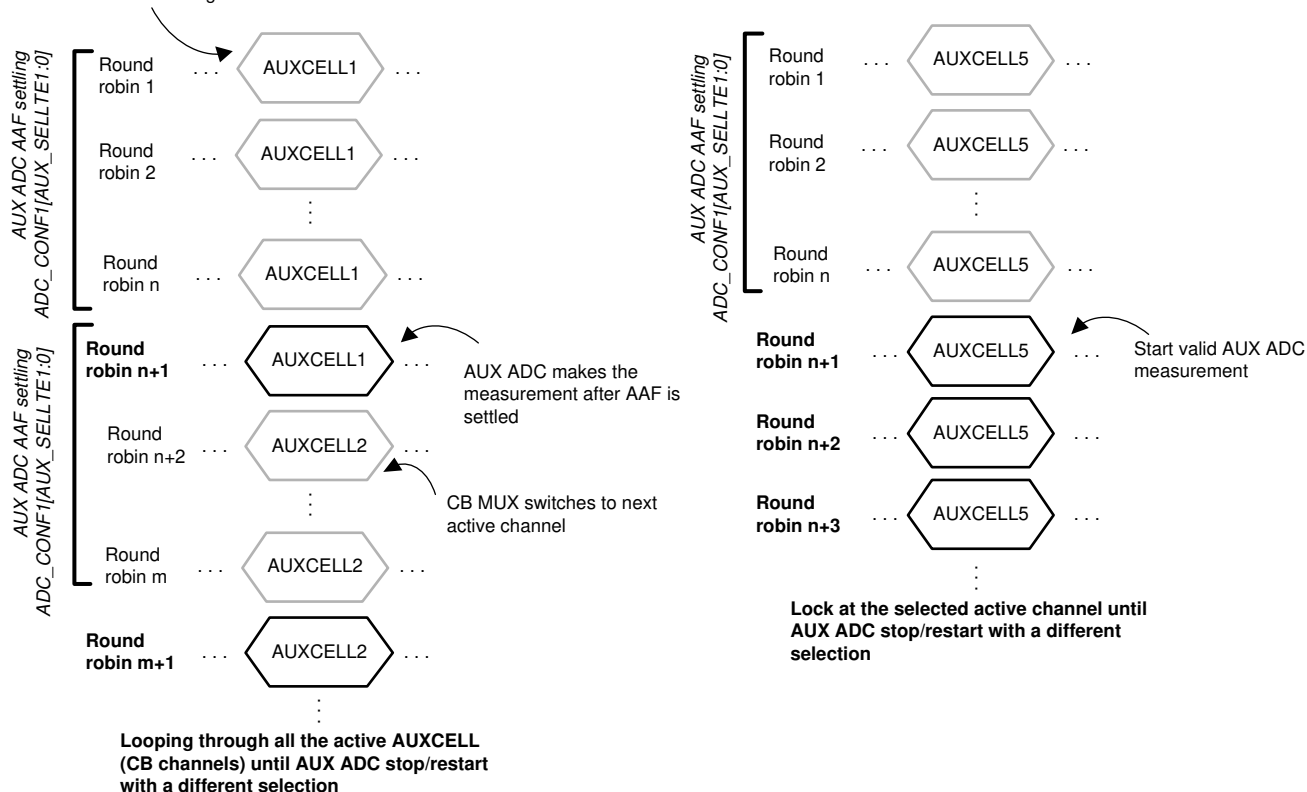 AUX ADC AAF settling
ADC_CONF1[AUX_SELLTE1:0]
Round
robin 1
. . .
AUXCELL1
. . .
Round
robin 2
. . .
AUXCELL1
. . .
Round
robin n
. . .
AUXCELL1
. . .
AUX ADC AAF settling
ADC_CONF1[AUX_SELLTE1:0]
Round
robin n+1
. . .
AUXCELL1
. . .
AUX ADC makes the
measurement after AAF is
settled
Round
robin n+2
. . .
AUXCELL2
. . .
CB MUX switches to next
active channel
Round
robin m
. . .
AUXCELL2
. . .
Round
robin m+1
. . .
AUXCELL2
. . .
Looping through all the active AUXCELL
(CB channels) until AUX ADC stop/restart
with a different selection
AUX ADC AAF settling
ADC_CONF1[AUX_SELLTE1:0]
Round
robin 1
. . .
AUXCELL5
. . .
Round
robin 2
. . .
AUXCELL5
. . .
Round
robin n
. . .
AUXCELL5
. . .
Round
robin n+1
. . .
AUXCELL5
. . .
Start valid AUX ADC
measurement
Round
robin n+2
. . .
AUXCELL5
. . .
Round
robin n+3
. . .
AUXCELL5
. . .
Lock at the selected active channel until
AUX ADC stop/restart with a different
selection